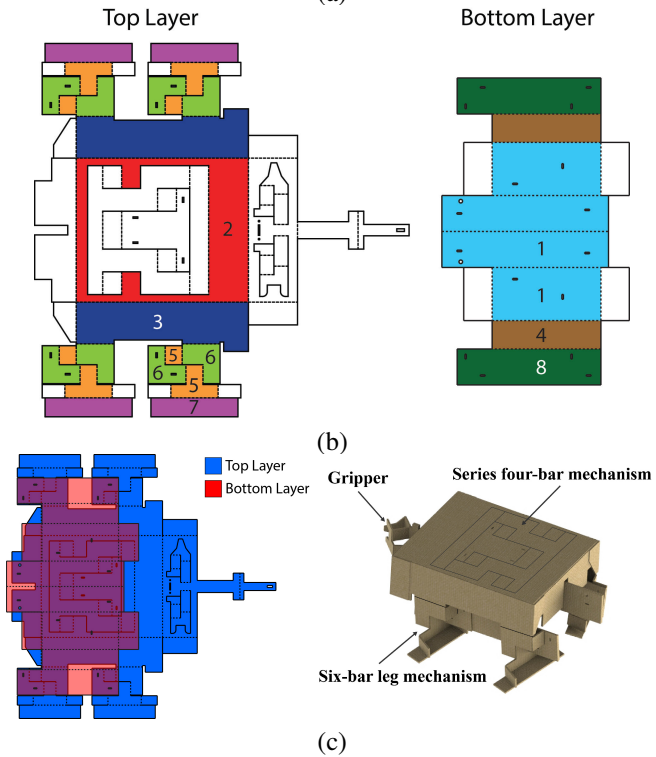 (a)
Top Layer
Bottom Layer
2
1
1
3
4
5
6
6
5
8
7
(b)
Top Layer
Bottom Layer
Gripper
Series four-bar mechanism
Six-bar leg mechanism
(c)